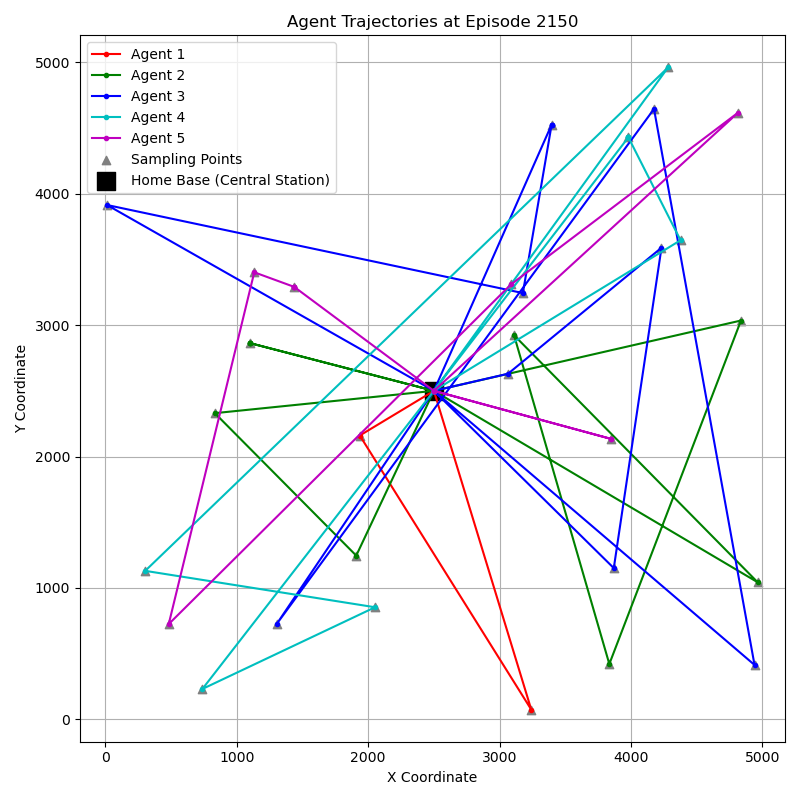 Agent Trajectories at Episode 2150
Agent 1
Agent 2
Agent 3
Agent 4
Agent 5
Sampling Points
Home Base (Central Station)
5000
4000
3000
2000
1000
0
Y Coordinate
0 1000 2000 3000 4000 5000
X Coordinate